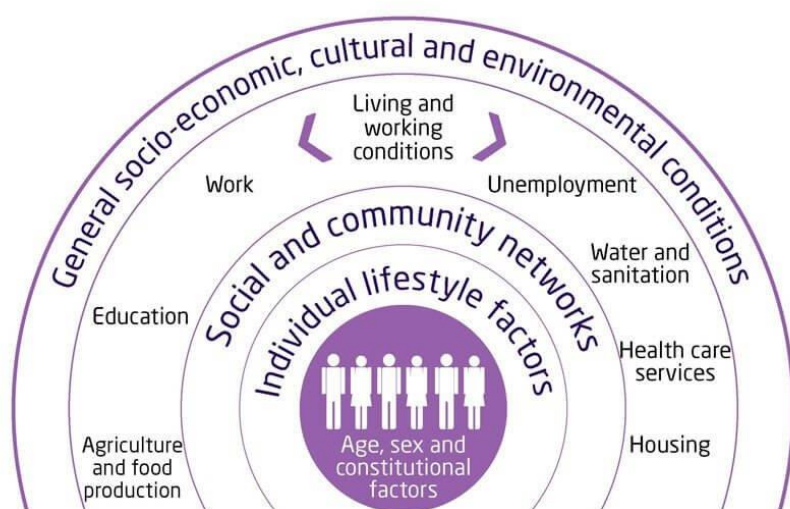 General socio-economic, cultural and environmental conditions
Living and
working
conditions
Work
Unemployment
Social and community networks
Water and
sanitation
Individual lifestyle factors
Education
Health care
services
Age, sex and
constitutional
factors
Agriculture
and food
production
Housing